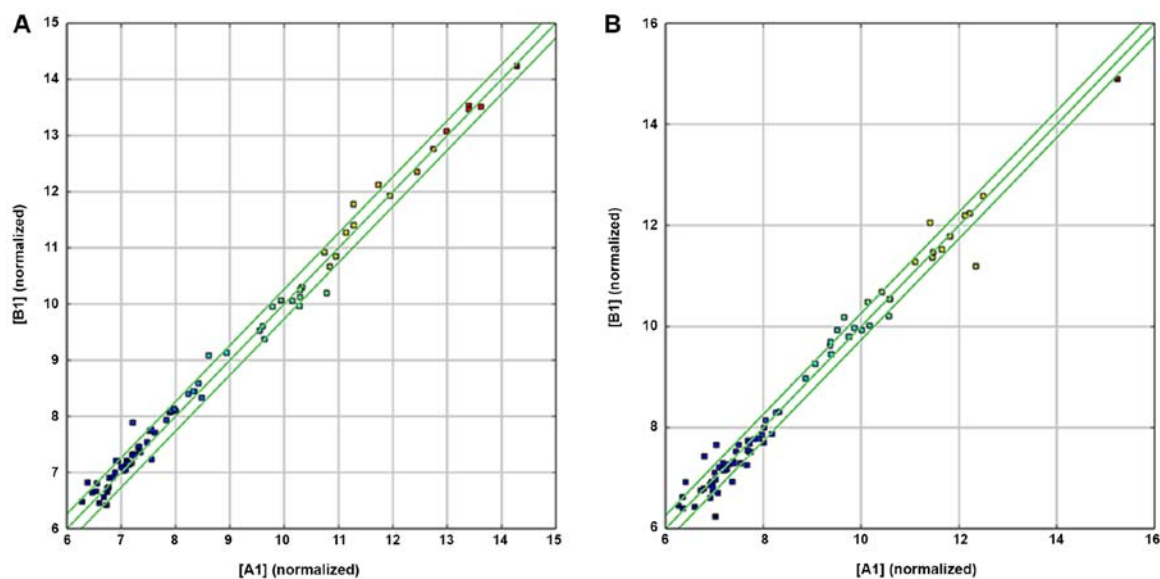 A
15
14
13
12
11
10
9
8
7
6
[B1] (normalized)
6 7 8 9 10 11 12 13 14 15
[A1] (normalized)
B
16
14
12
10
8
6
[B1] (normalized)
6 8 10 12 14 16
[A1] (normalized)